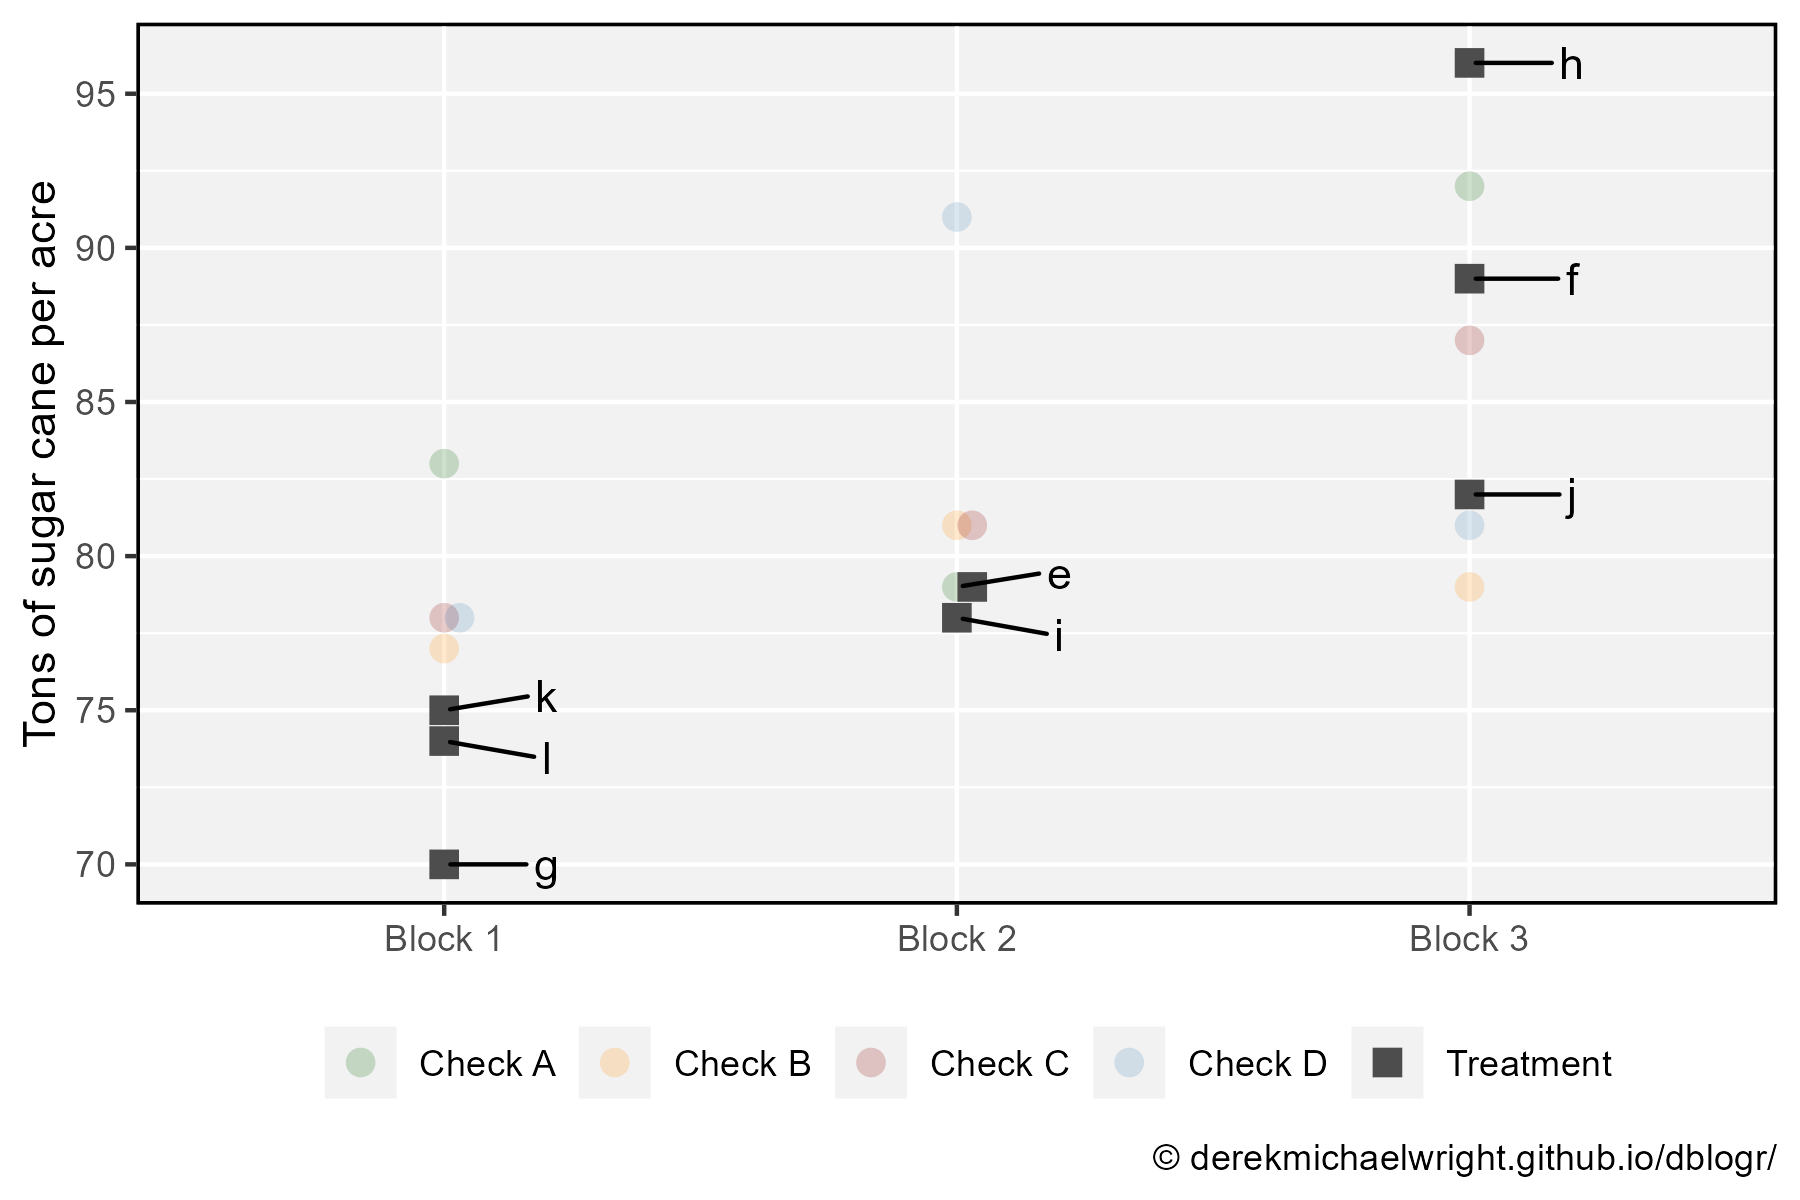 Tons of sugar cane per acre
95
90
85
80
75
70
h
f
j
e
i
k
l
g
Block 1 Block 2 Block 3
Check A Check B Check C Check D Treatment
© derekmichaelwright.github.io/dblogr/